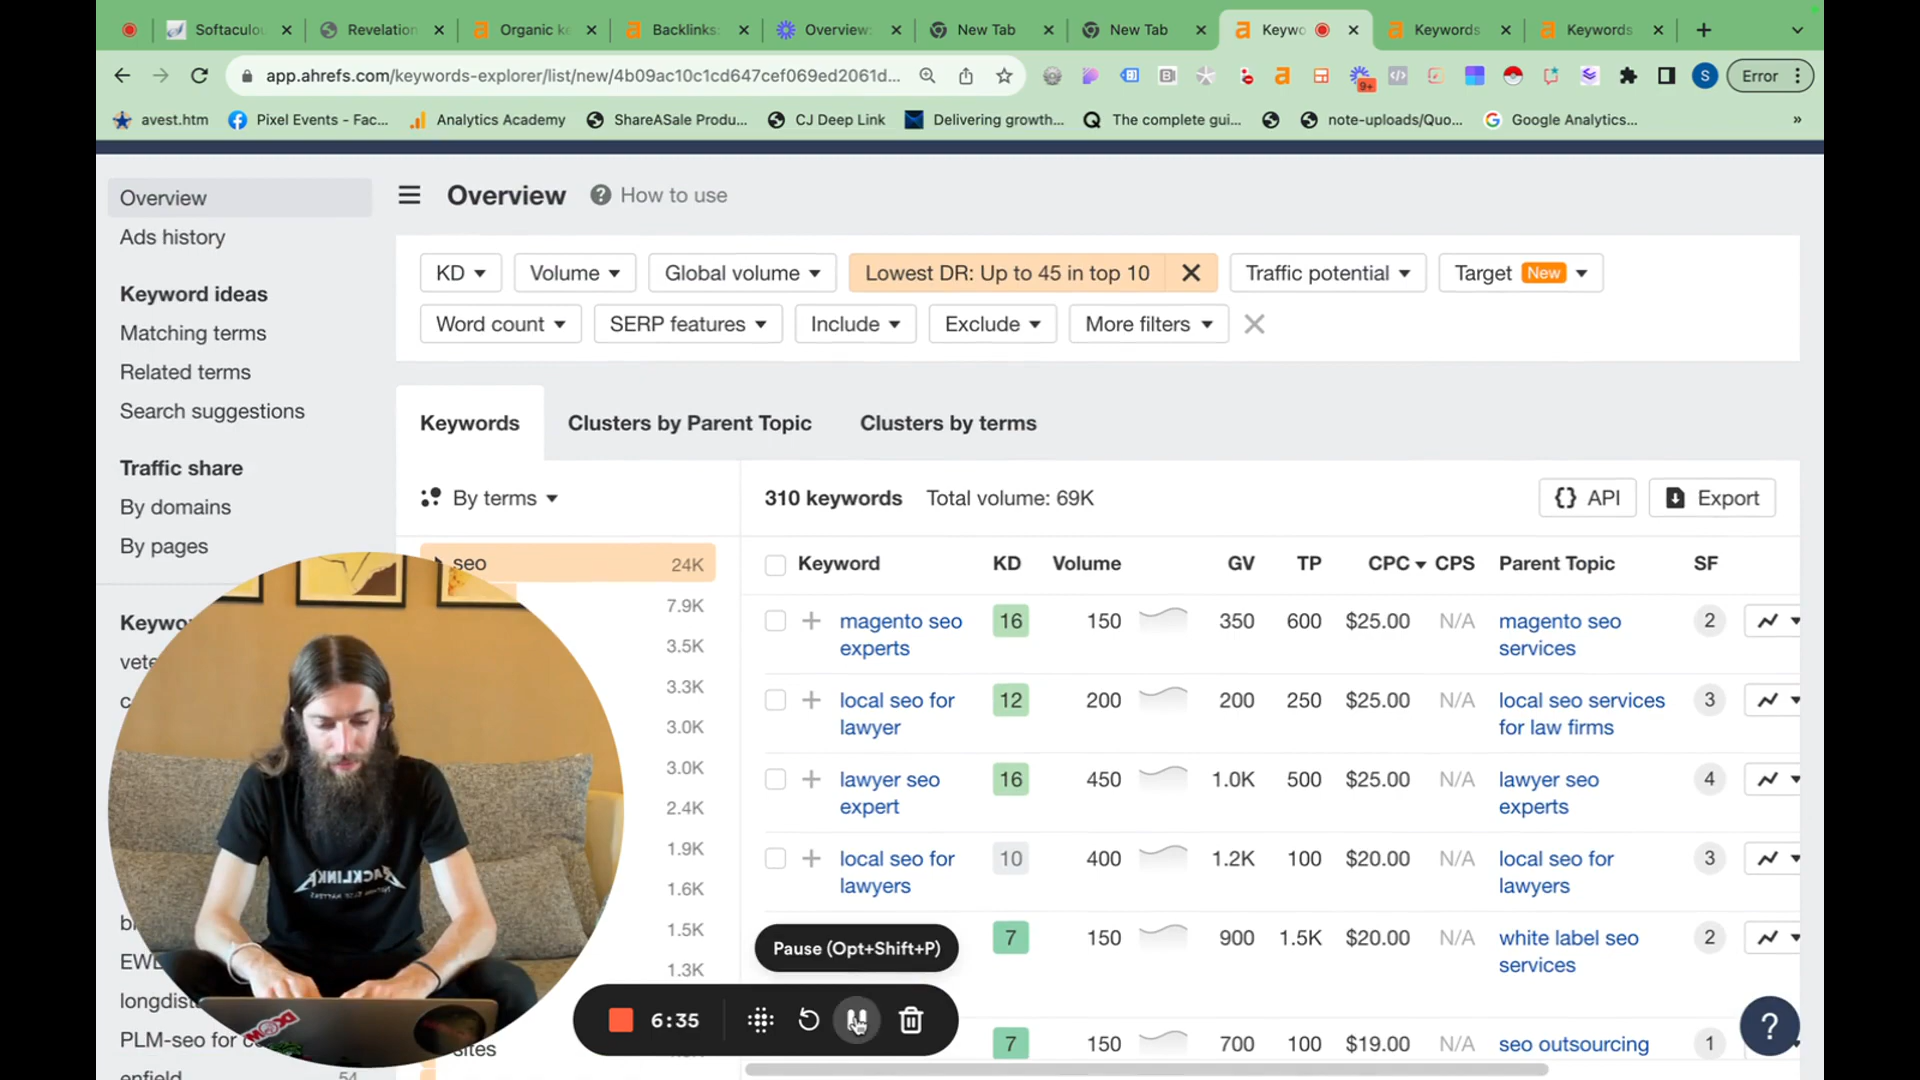 Softaculou
Revelation
Organic ke
Backlinks:
Overview:
New Tab
New Tab
Keywo
Keywords
Keywords
app.ahrefs.com/keywords-explorer/list/new/4b09ac10c1cd647cef069ed2061d...
9+
S
Error
avest.htm
Pixel Events - Fac...
Analytics Academy
ShareASale Produ...
CJ Deep Link
Delivering growth...
The complete gui...
note-uploads/Quo...
Google Analytics...
»
Overview
Ads history
Keyword ideas
Matching terms
Related terms
Search suggestions
Traffic share
By domains
By pages
Overview
? How to use
KD
Volume
Global volume
Lowest DR: Up to 45 in top 10
Traffic potential
Target New
Word count
SERP features
Include
Exclude
More filters
Keywords
Clusters by Parent Topic
Clusters by terms
By terms
310 keywords Total volume: 69K
API
Export
seo 24K
7.9K
3.5K
3.3K
3.0K
3.0K
2.4K
1.9K
1.6K
1.5K
1.3K
Keyword KD Volume GV TP CPC CPS Parent Topic SF
magento seo experts 16 150 350 600 $25.00 N/A magento seo services 2
local seo for lawyer 12 200 200 250 $25.00 N/A local seo services for law firms 3
lawyer seo expert 16 450 1.0K 500 $25.00 N/A lawyer seo experts 4
local seo for lawyers 10 400 1.2K 100 $20.00 N/A local seo for lawyers 3
7 150 900 1.5K $20.00 N/A white label seo services 2
7 150 700 100 $19.00 N/A seo outsourcing 1
Pause (Opt+Shift+P)
6:35
longdist
PLM-seo for c
sites
enfield
54
BACKLINKS
?